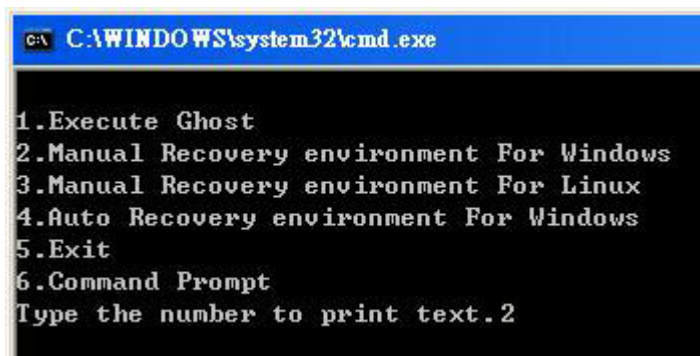 C:\WINDOWS\system32\cmd.exe
1.Execute Ghost
2.Manual Recovery environment For Windows
3.Manual Recovery environment For Linux
4.Auto Recovery environment For Windows
5.Exit
6.Command Prompt
Type the number to print text.2